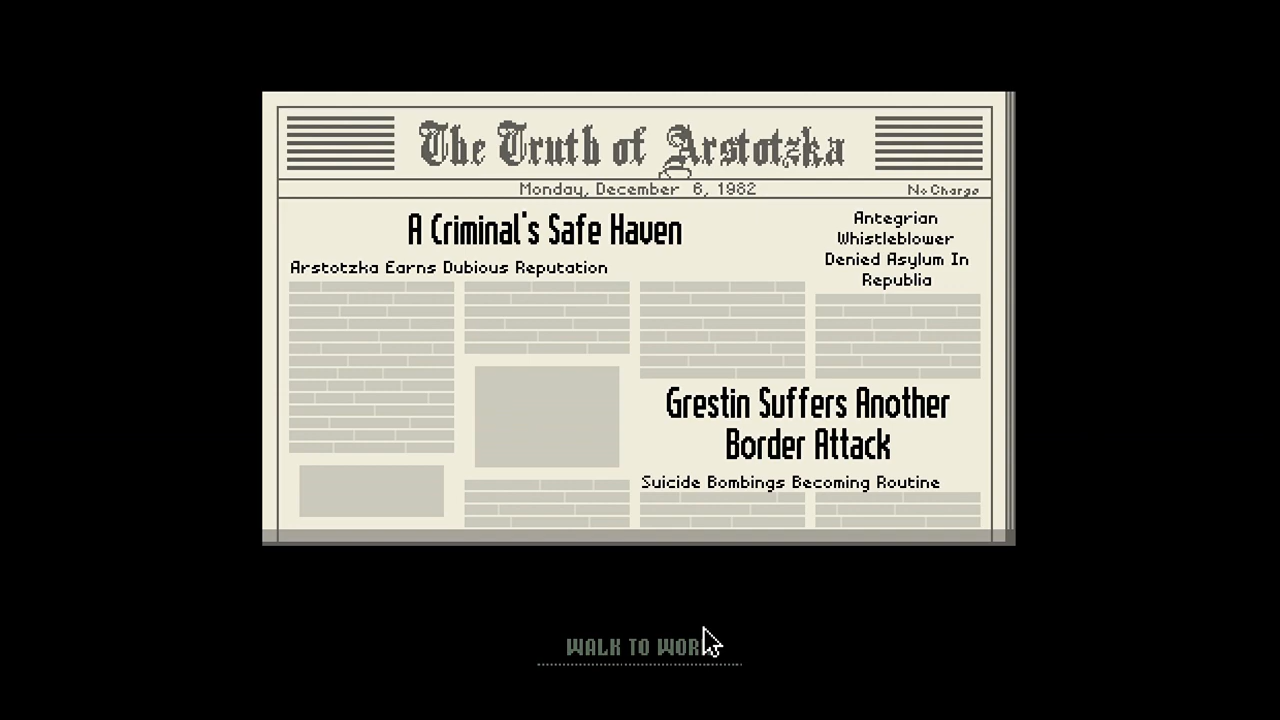 The Truth of Arstotzka
Monday, December 6, 1982
No Charge
A Criminal's Safe Haven
Arstotzka Earns Dubious Reputation
Antegrian
Whistleblower
Denied Asylum In
Republia
Grestin Suffers Another
Border Attack
Suicide Bombings Becoming Routine
WALK TO WORK